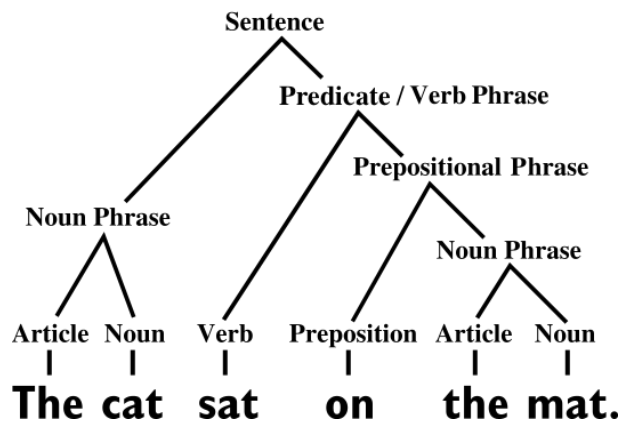 Sentence
Predicate / Verb Phrase
Prepositional Phrase
Noun Phrase
Noun Phrase
Article Noun Verb Preposition Article Noun
The cat sat on the mat.